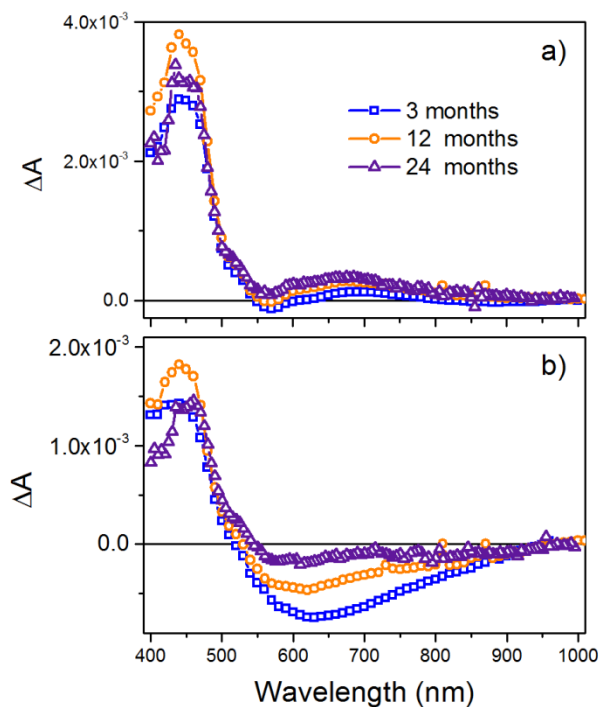 4.0x10⁻³
a)
3 months
12 months
24 months
2.0x10⁻³
ΔA
0.0
2.0x10⁻³
b)
1.0x10⁻³
ΔA
0.0
400 500 600 700 800 900 1000
Wavelength (nm)